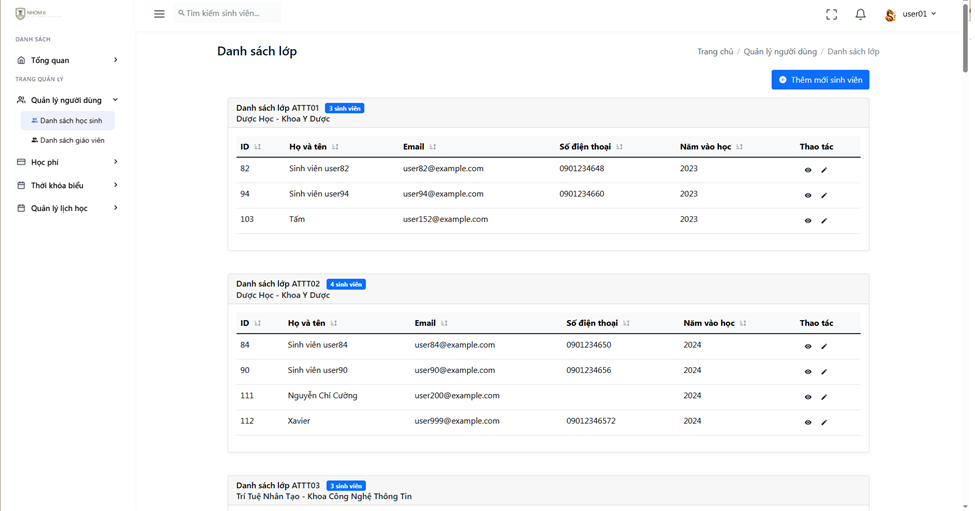 NHÓM 6
Tìm kiếm sinh viên...
user01
DANH SÁCH
Tổng quan
TRANG QUẢN LÝ
Quản lý người dùng
Danh sách học sinh
Danh sách giáo viên
Học phí
Thời khóa biểu
Quản lý lịch học
Danh sách lớp
Trang chủ / Quản lý người dùng / Danh sách lớp
Thêm mới sinh viên
Danh sách lớp ATTT01 3 sinh viên
Dược Học - Khoa Y Dược
ID Họ và tên Email Số điện thoại Năm vào học Thao tác
82 Sinh viên user82 user82@example.com 0901234648 2023
94 Sinh viên user94 user94@example.com 0901234660 2023
103 Tấm user152@example.com 2023
Danh sách lớp ATTT02 4 sinh viên
Dược Học - Khoa Y Dược
ID Họ và tên Email Số điện thoại Năm vào học Thao tác
84 Sinh viên user84 user84@example.com 0901234650 2024
90 Sinh viên user90 user90@example.com 0901234656 2024
111 Nguyễn Chí Cường user200@example.com 2024
112 Xavier user999@example.com 09012346572 2024
Danh sách lớp ATTT03 3 sinh viên
Trí Tuệ Nhân Tạo - Khoa Công Nghệ Thông Tin